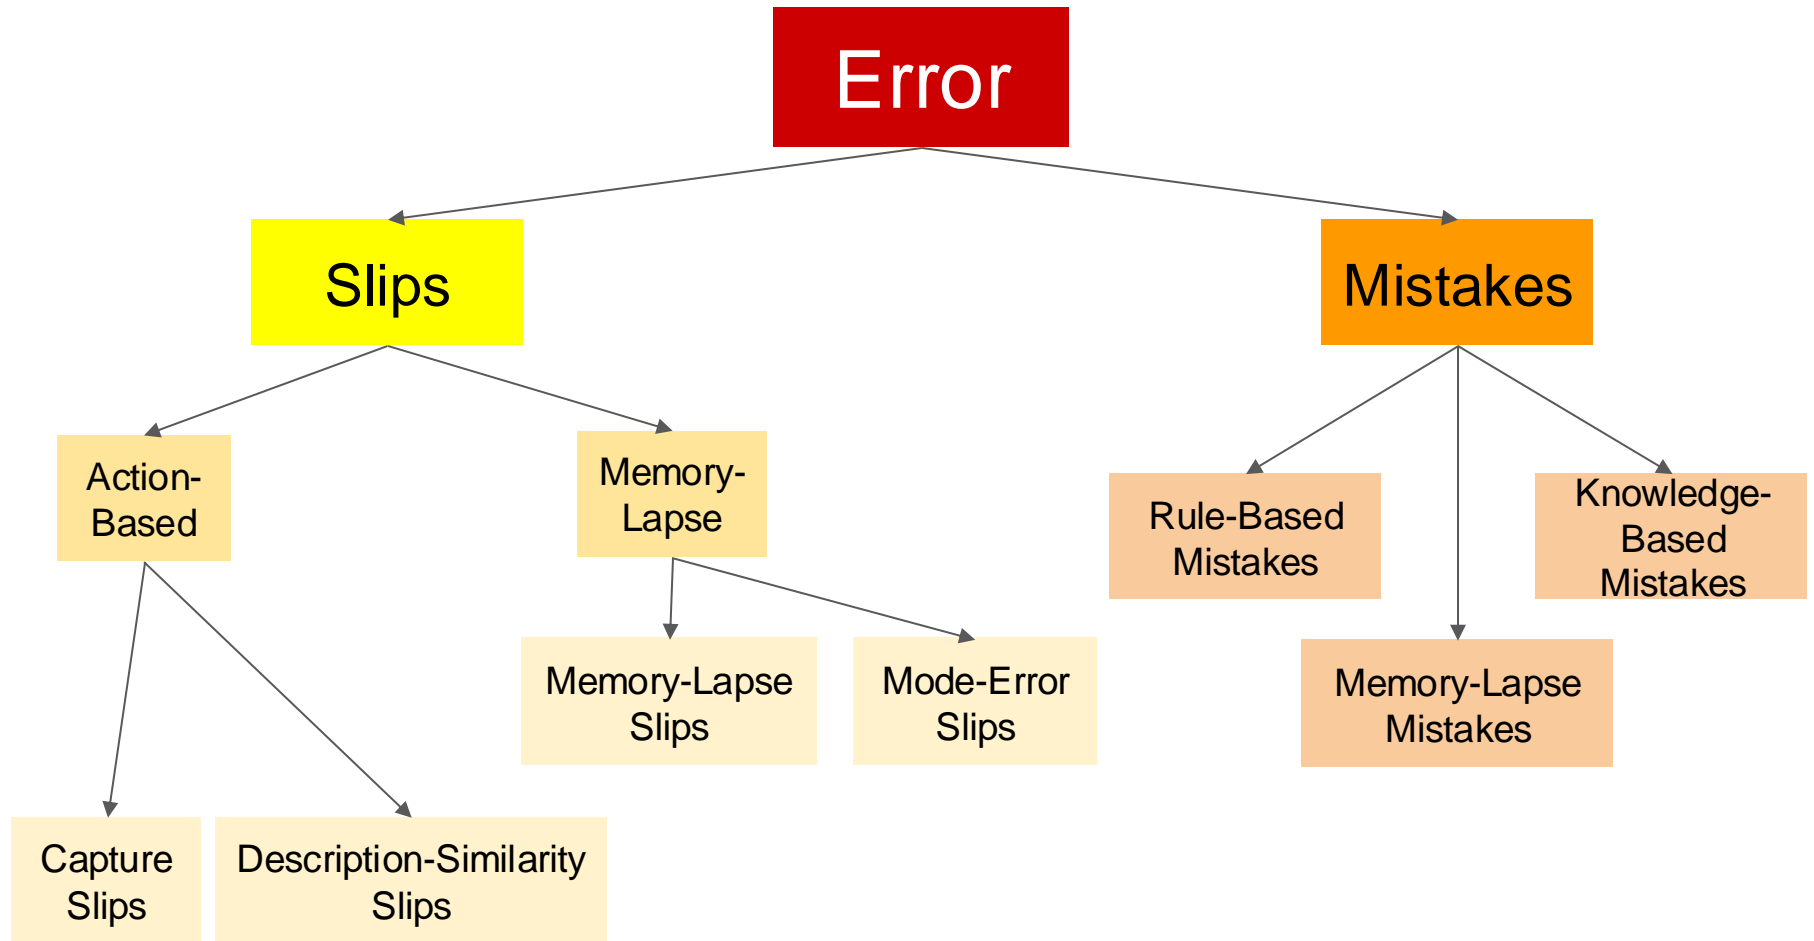 Error
Slips
Mistakes
Action-
Based
Memory-
Lapse
Rule-Based
Mistakes
Knowledge-
Based
Mistakes
Memory-Lapse
Slips
Mode-Error
Slips
Memory-Lapse
Mistakes
Capture
Slips
Description-Similarity
Slips